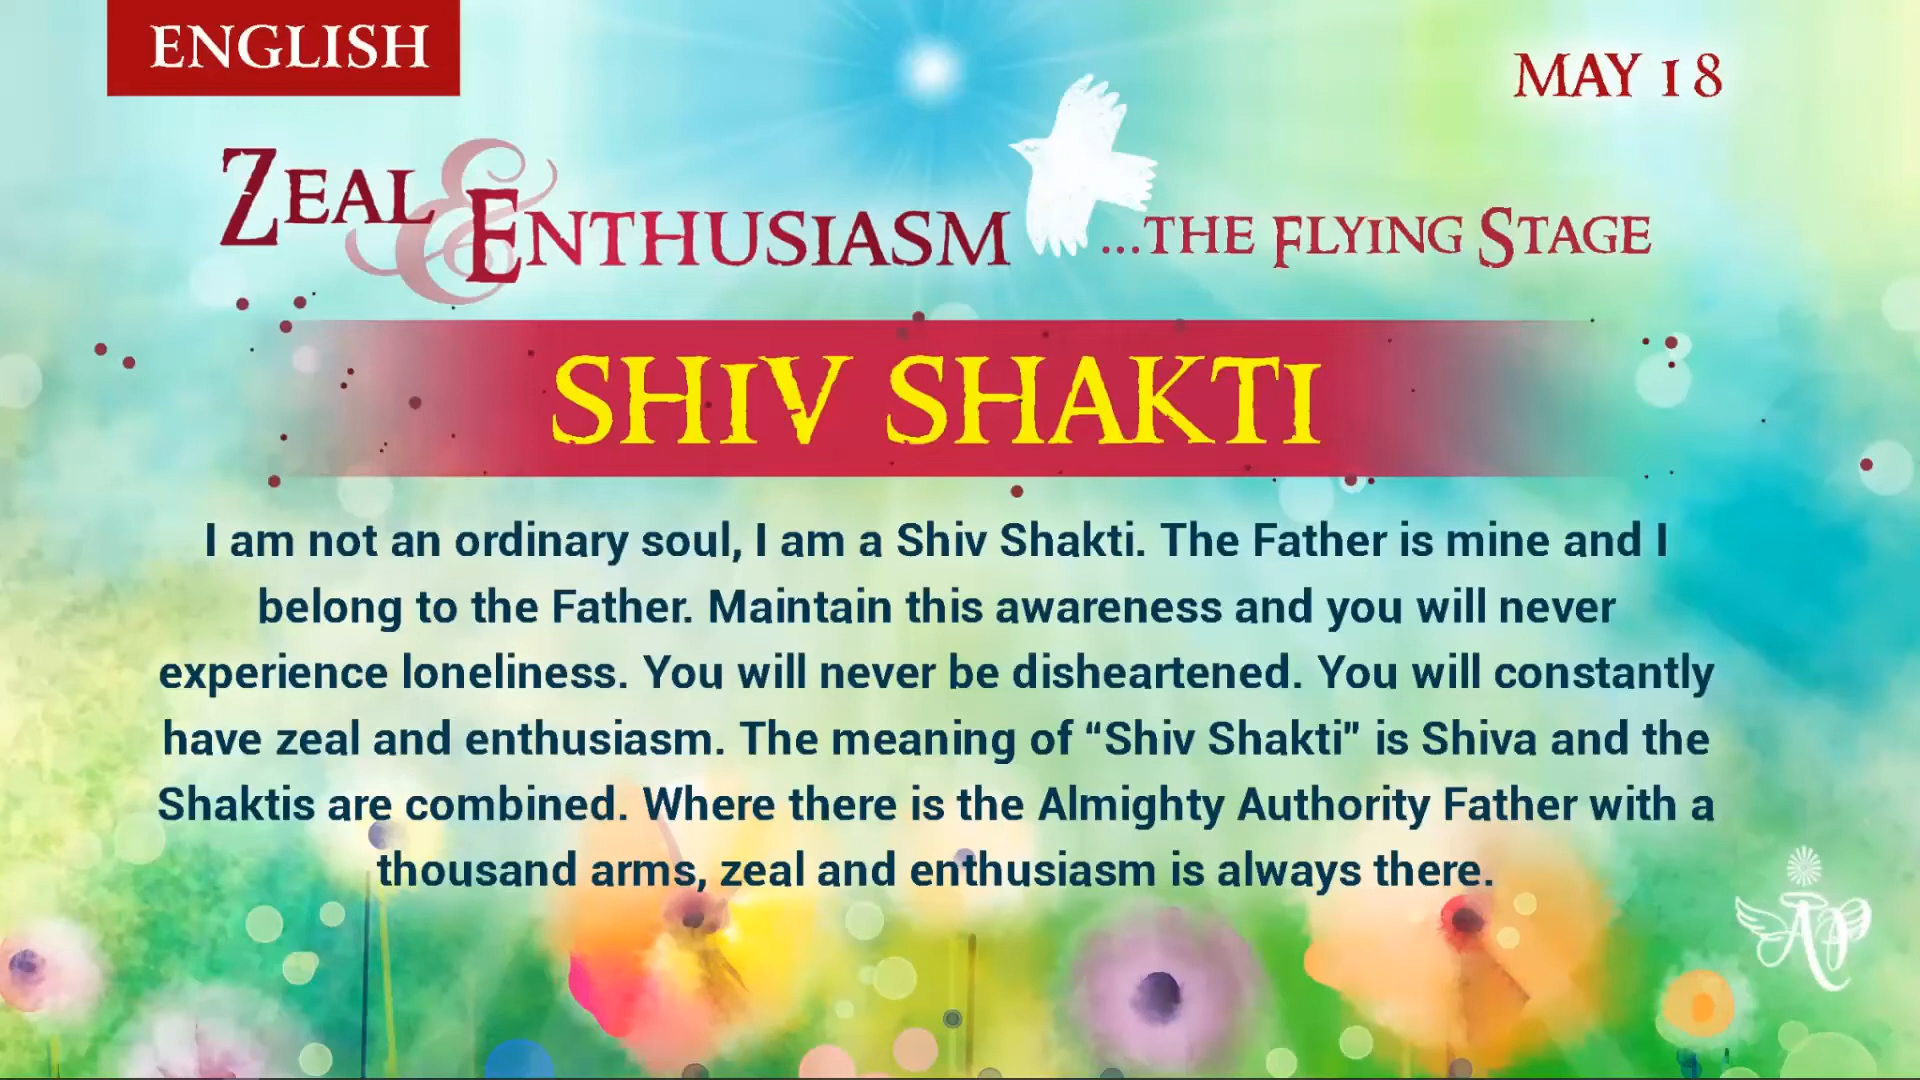 ENGLISH
MAY 18
ZEAL & ENTHUSIASM ...THE FLYING STAGE
SHIV SHAKTI
I am not an ordinary soul, I am a Shiv Shakti. The Father is mine and I
belong to the Father. Maintain this awareness and you will never
experience loneliness. You will never be disheartened. You will constantly
have zeal and enthusiasm. The meaning of “Shiv Shakti" is Shiva and the
Shaktis are combined. Where there is the Almighty Authority Father with a
thousand arms, zeal and enthusiasm is always there.